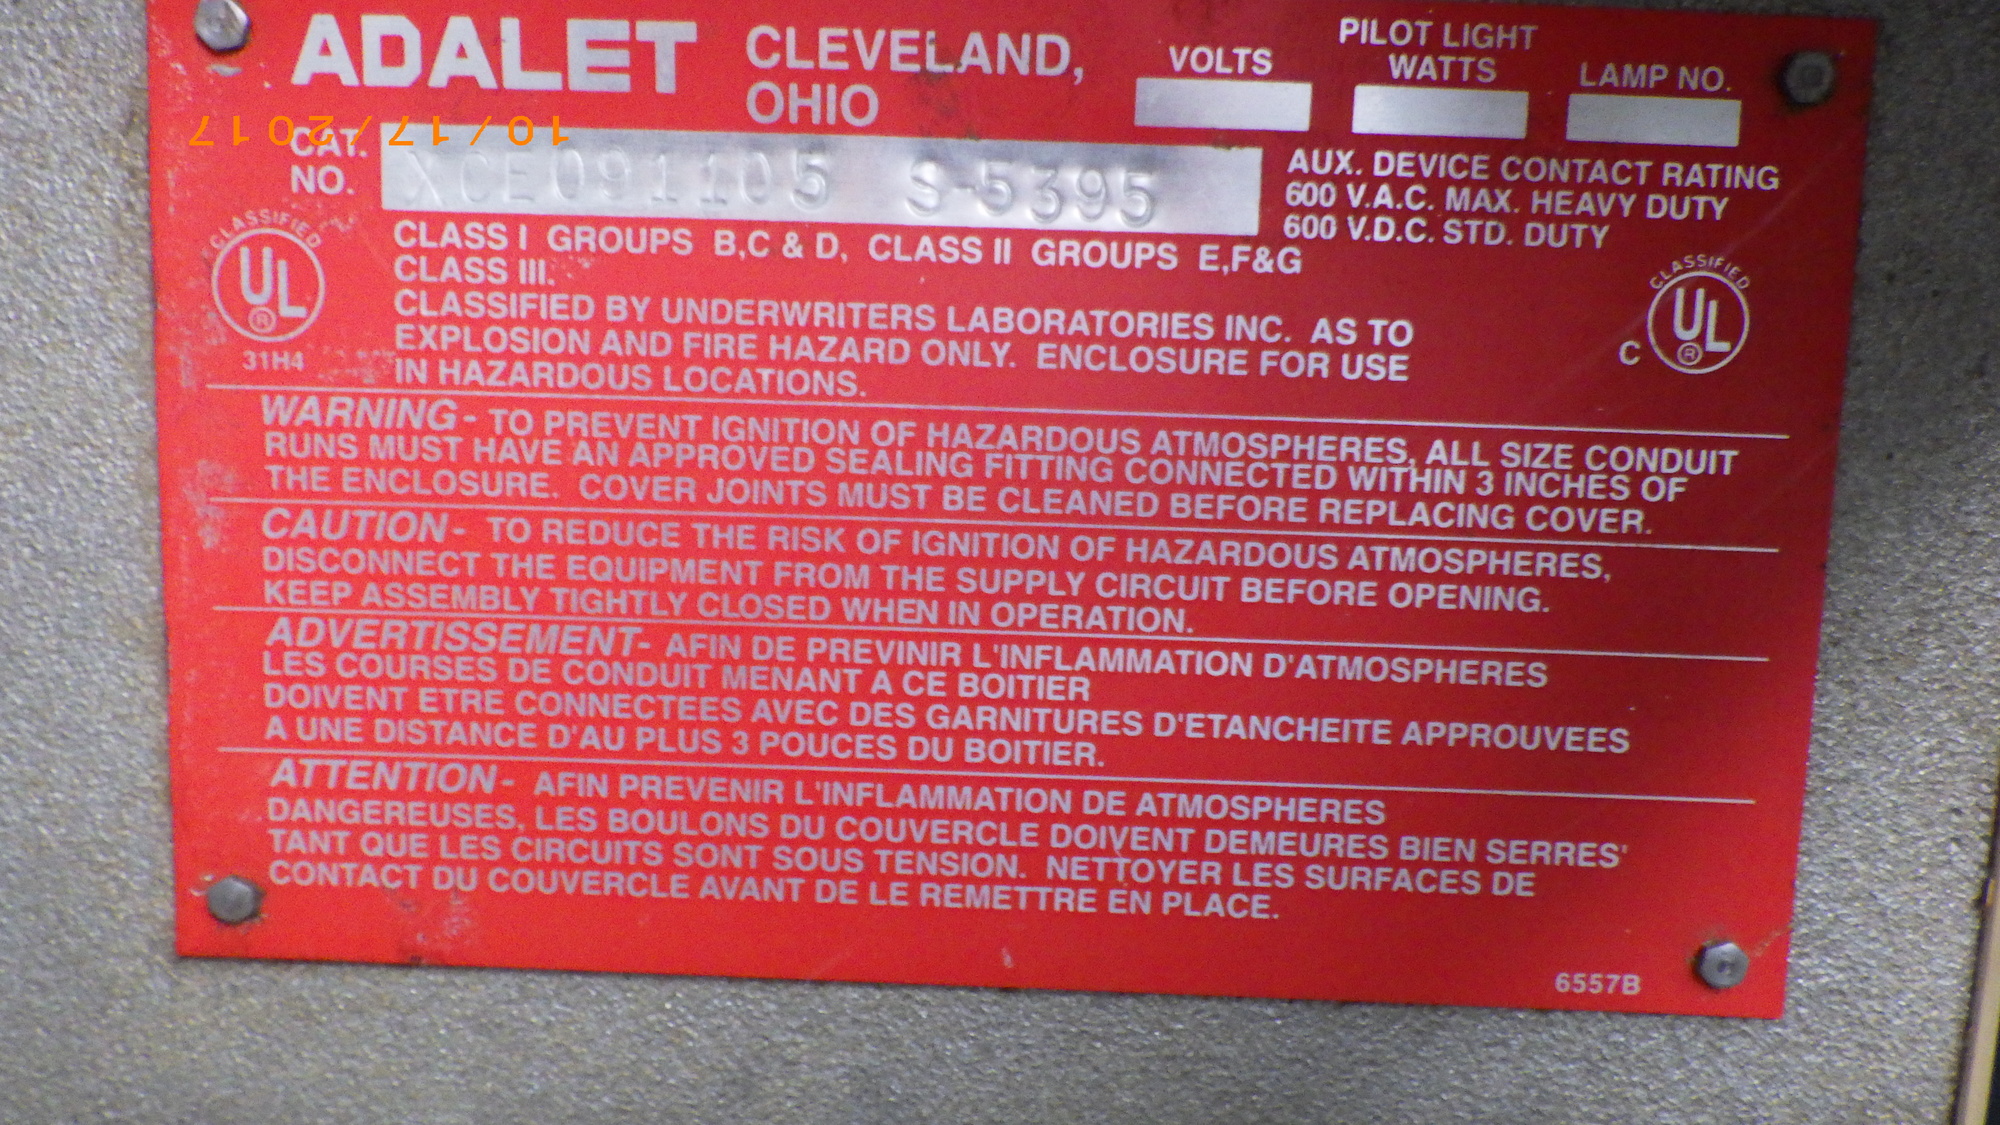 ADALET CLEVELAND, OHIO
VOLTS
PILOT LIGHT WATTS
LAMP NO.
10/17/2017
CAT. NO. XCE091105 S-5395
AUX. DEVICE CONTACT RATING
600 V.A.C. MAX. HEAVY DUTY
600 V.D.C. STD. DUTY
CLASSIFIED
UL
®
31H4
CLASS I GROUPS B,C & D, CLASS II GROUPS E,F&G
CLASS III.
CLASSIFIED BY UNDERWRITERS LABORATORIES INC. AS TO
EXPLOSION AND FIRE HAZARD ONLY. ENCLOSURE FOR USE
IN HAZARDOUS LOCATIONS.
CLASSIFIED
C UL
®
WARNING- TO PREVENT IGNITION OF HAZARDOUS ATMOSPHERES, ALL SIZE CONDUIT
RUNS MUST HAVE AN APPROVED SEALING FITTING CONNECTED WITHIN 3 INCHES OF
THE ENCLOSURE. COVER JOINTS MUST BE CLEANED BEFORE REPLACING COVER.
CAUTION- TO REDUCE THE RISK OF IGNITION OF HAZARDOUS ATMOSPHERES,
DISCONNECT THE EQUIPMENT FROM THE SUPPLY CIRCUIT BEFORE OPENING.
KEEP ASSEMBLY TIGHTLY CLOSED WHEN IN OPERATION.
ADVERTISSEMENT- AFIN DE PREVINIR L'INFLAMMATION D'ATMOSPHERES
LES COURSES DE CONDUIT MENANT A CE BOITIER
DOIVENT ETRE CONNECTEES AVEC DES GARNITURES D'ETANCHEITE APPROUVEES
A UNE DISTANCE D'AU PLUS 3 POUCES DU BOITIER.
ATTENTION- AFIN PREVENIR L'INFLAMMATION DE ATMOSPHERES
DANGEREUSES, LES BOULONS DU COUVERCLE DOIVENT DEMEURES BIEN SERRES'
TANT QUE LES CIRCUITS SONT SOUS TENSION. NETTOYER LES SURFACES DE
CONTACT DU COUVERCLE AVANT DE LE REMETTRE EN PLACE.
6557B